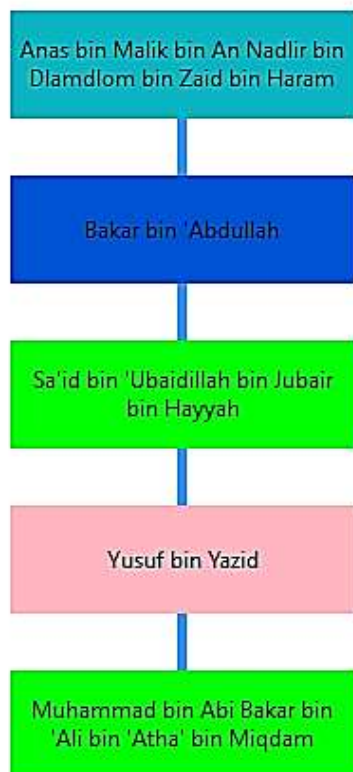 Anas bin Malik bin An Nadlir bin
Dlamdlom bin Zaid bin Haram
Bakar bin 'Abdullah
Sa'id bin 'Ubaidillah bin Jubair
bin Hayyah
Yusuf bin Yazid
Muhammad bin Abi Bakar bin
'Ali bin 'Atha' bin Miqdam